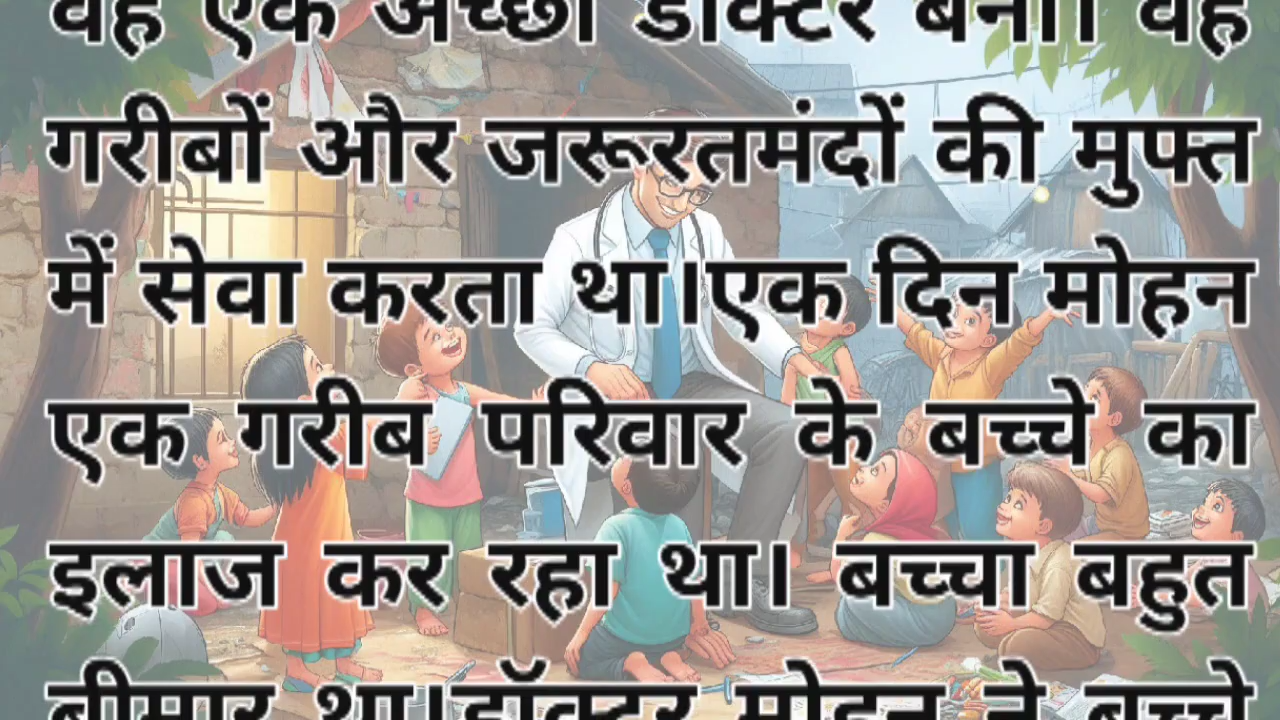 वह एक अच्छा डॉक्टर बना। वह
गरीबों और जरूरतमंदों की मुफ्त
में सेवा करता था।एक दिन मोहन
एक गरीब परिवार के बच्चे का
इलाज कर रहा था। बच्चा बहुत
बीमार था।डॉक्टर मोहन ने बच्चे